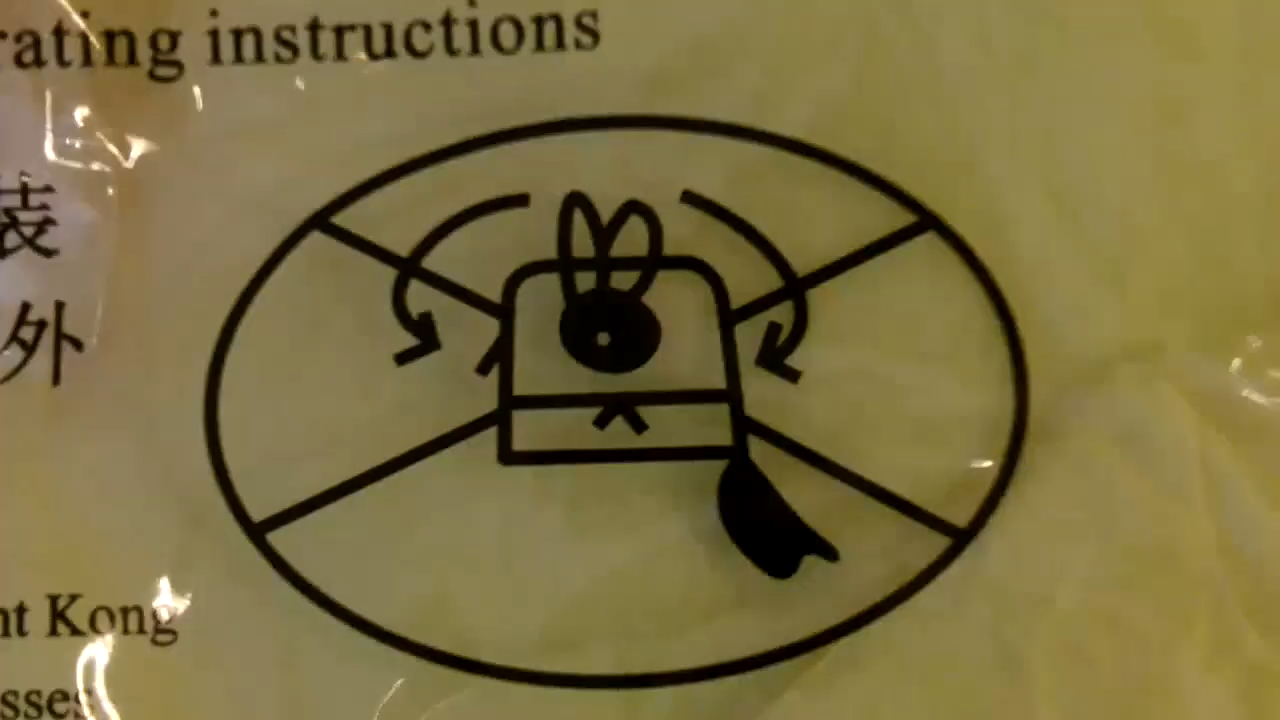 rating instructions
装
外
nt Kong
sses